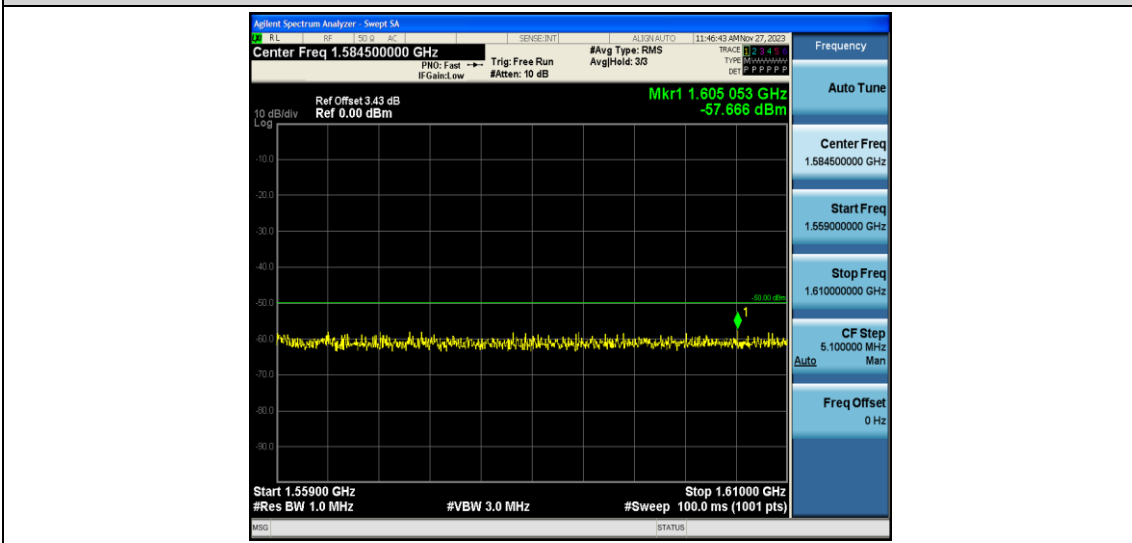 Agilent Spectrum Analyzer - Swept SA
RL RF 50 Ω AC SENSE:INT ALIGN AUTO 11:46:43 AM Nov 27, 2023
Center Freq 1.584500000 GHz
PNO: Fast
IFGain:Low
Trig: Free Run
#Atten: 10 dB
#Avg Type: RMS
Avg|Hold: 3/3
TRACE 1 2 3 4 5 6
TYPE M
DET P P P P P P
Frequency
Mkr1 1.605 053 GHz
-57.666 dBm
Ref Offset 3.43 dB
10 dB/div Ref 0.00 dBm
Log
-10.0
-20.0
-30.0
-40.0
-50.0
-60.0
-70.0
-80.0
-90.0
-50.00 dBm
1
Start 1.55900 GHz Stop 1.61000 GHz
#Res BW 1.0 MHz #VBW 3.0 MHz #Sweep 100.0 ms (1001 pts)
MSG STATUS
Auto Tune
Center Freq
1.584500000 GHz
Start Freq
1.559000000 GHz
Stop Freq
1.610000000 GHz
CF Step
5.100000 MHz
Auto Man
Freq Offset
0 Hz